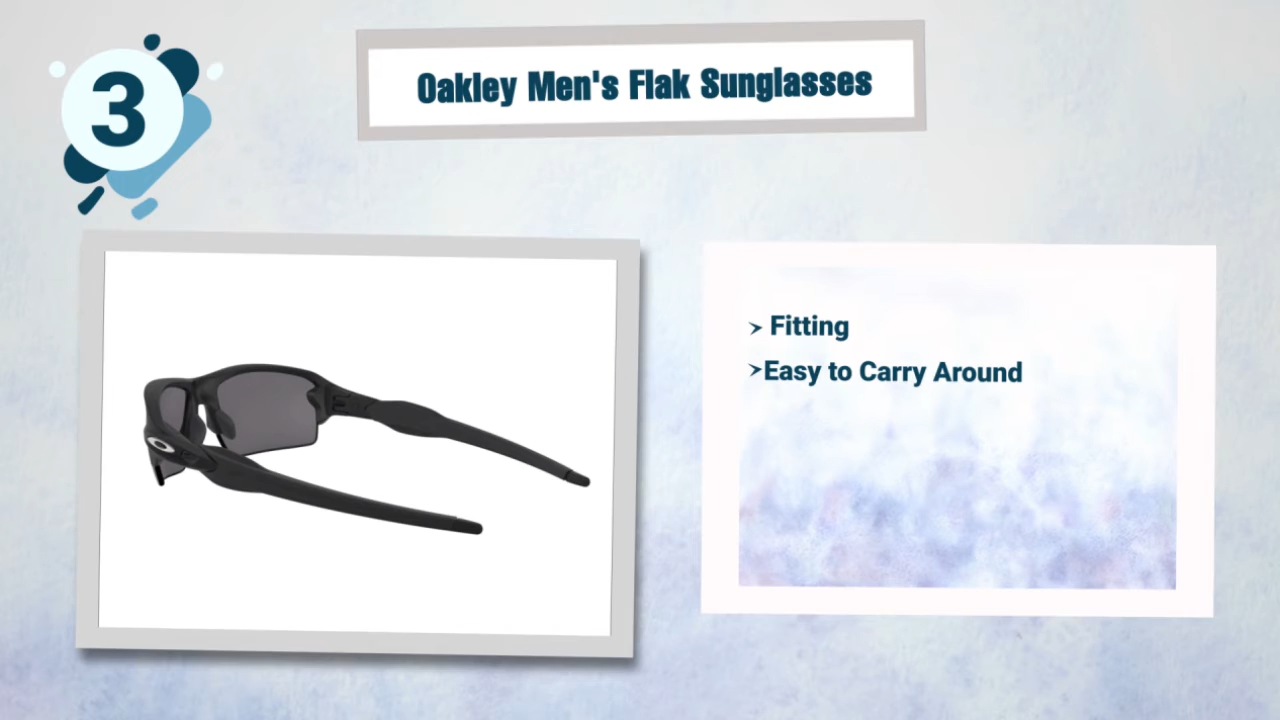 3
Oakley Men's Flak Sunglasses
➢ Fitting
➢Easy to Carry Around